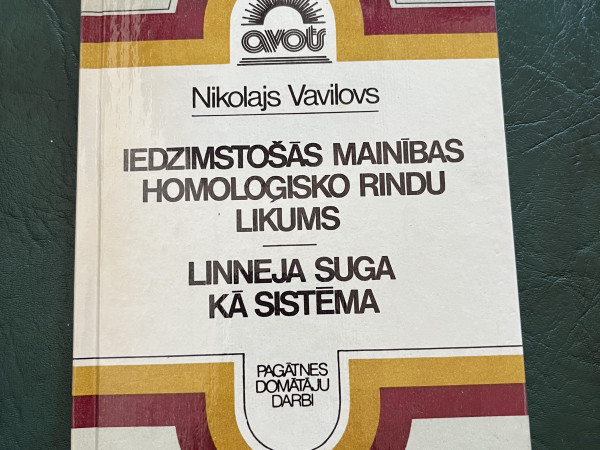 avots
Nikolajs Vavilovs
IEDZIMSTOŠĀS MAINĪBAS
HOMOLOĢISKO RINDU
LIKUMS
LINNEJA SUGA
KĀ SISTĒMA
PAGĀTNES
DOMĀTĀJU
DARBI